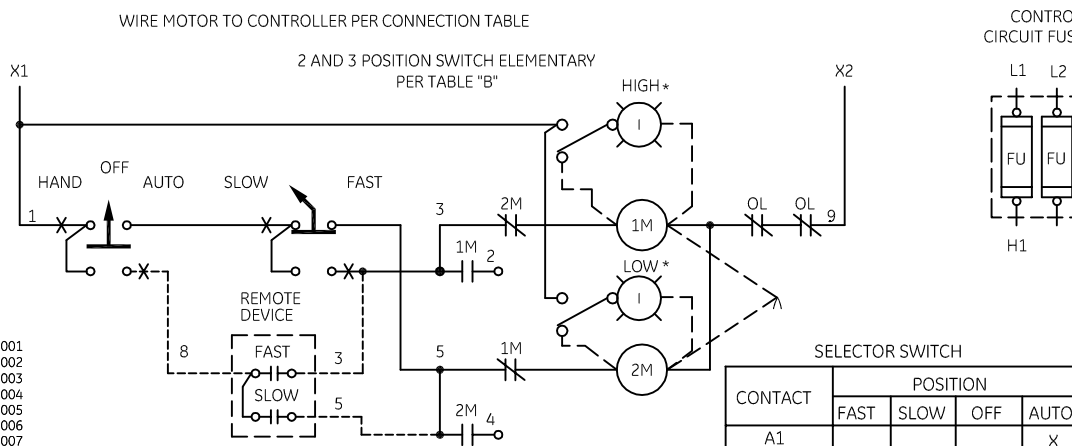 WIRE MOTOR TO CONTROLLER PER CONNECTION TABLE
CONTRO
CIRCUIT FUS
2 AND 3 POSITION SWITCH ELEMENTARY
PER TABLE "B"
X1
X2
L1 L2
HIGH*
I
FU FU
H1
OFF
HAND AUTO SLOW FAST
1
3
2M
1M
OL OL
9
1M
2
LOW*
I
REMOTE
DEVICE
FAST
SLOW
8
3
5
5
1M
2M
2M
4
001
002
003
004
005
006
007
SELECTOR SWITCH
CONTACT
POSITION
FAST SLOW OFF AUTO
A1 X